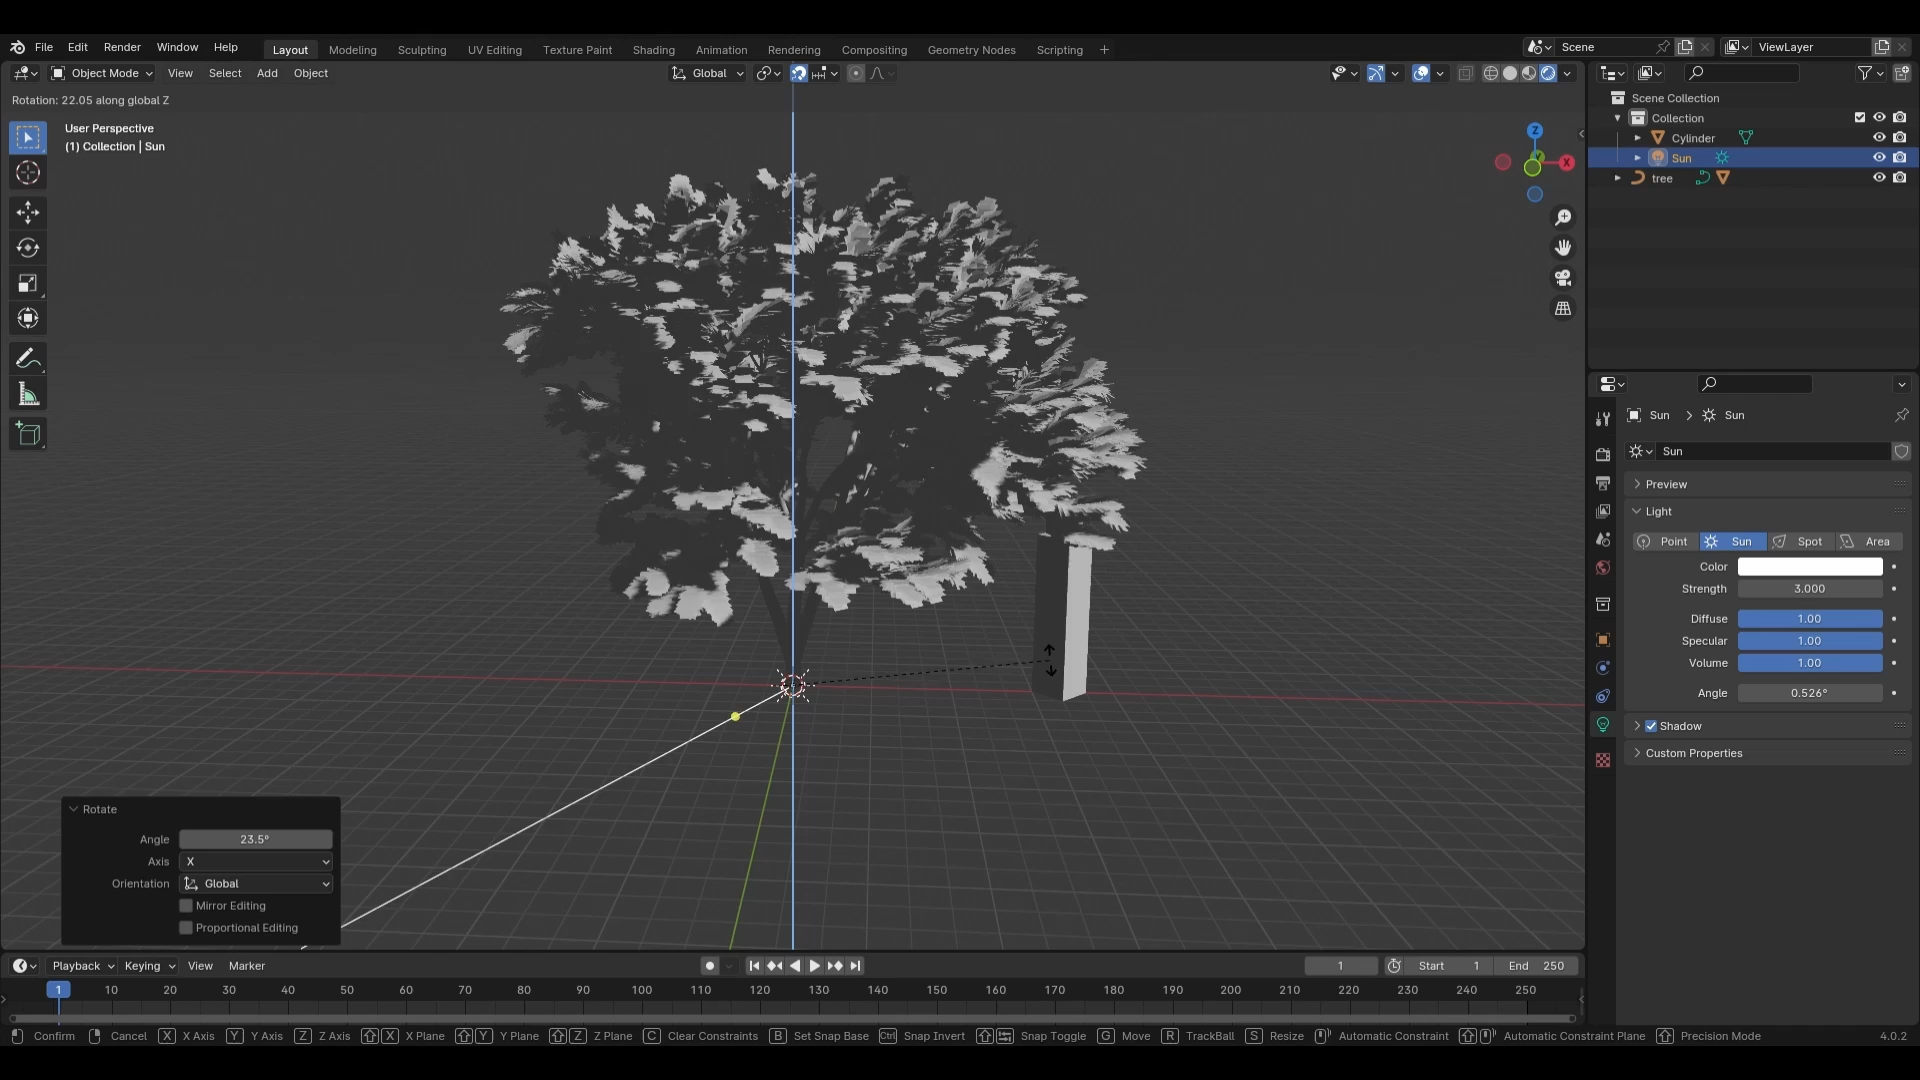 File Edit Render Window Help Layout Modeling Sculpting UV Editing Texture Paint Shading Animation Rendering Compositing Geometry Nodes Scripting + Scene ViewLayer
Object Mode View Select Add Object Global
Rotation: 22.05 along global Z
User Perspective
(1) Collection | Sun
Z
X
Scene Collection
Collection
Cylinder
Sun
tree
Sun > Sun
Sun
Preview
Light
Point Sun Spot Area
Color
Strength 3.000
Diffuse 1.00
Specular 1.00
Volume 1.00
Angle 0.526°
Shadow
Custom Properties
Rotate
Angle 23.5°
Axis X
Orientation Global
Mirror Editing
Proportional Editing
Playback Keying View Marker 1 Start 1 End 250
1 10 20 30 40 50 60 70 80 90 100 110 120 130 140 150 160 170 180 190 200 210 220 230 240 250
Confirm Cancel X X Axis Y Y Axis Z Z Axis X X Plane Y Y Plane Z Z Plane C Clear Constraints B Set Snap Base Ctrl Snap Invert Snap Toggle G Move R TrackBall S Resize Automatic Constraint Automatic Constraint Plane Precision Mode 4.0.2